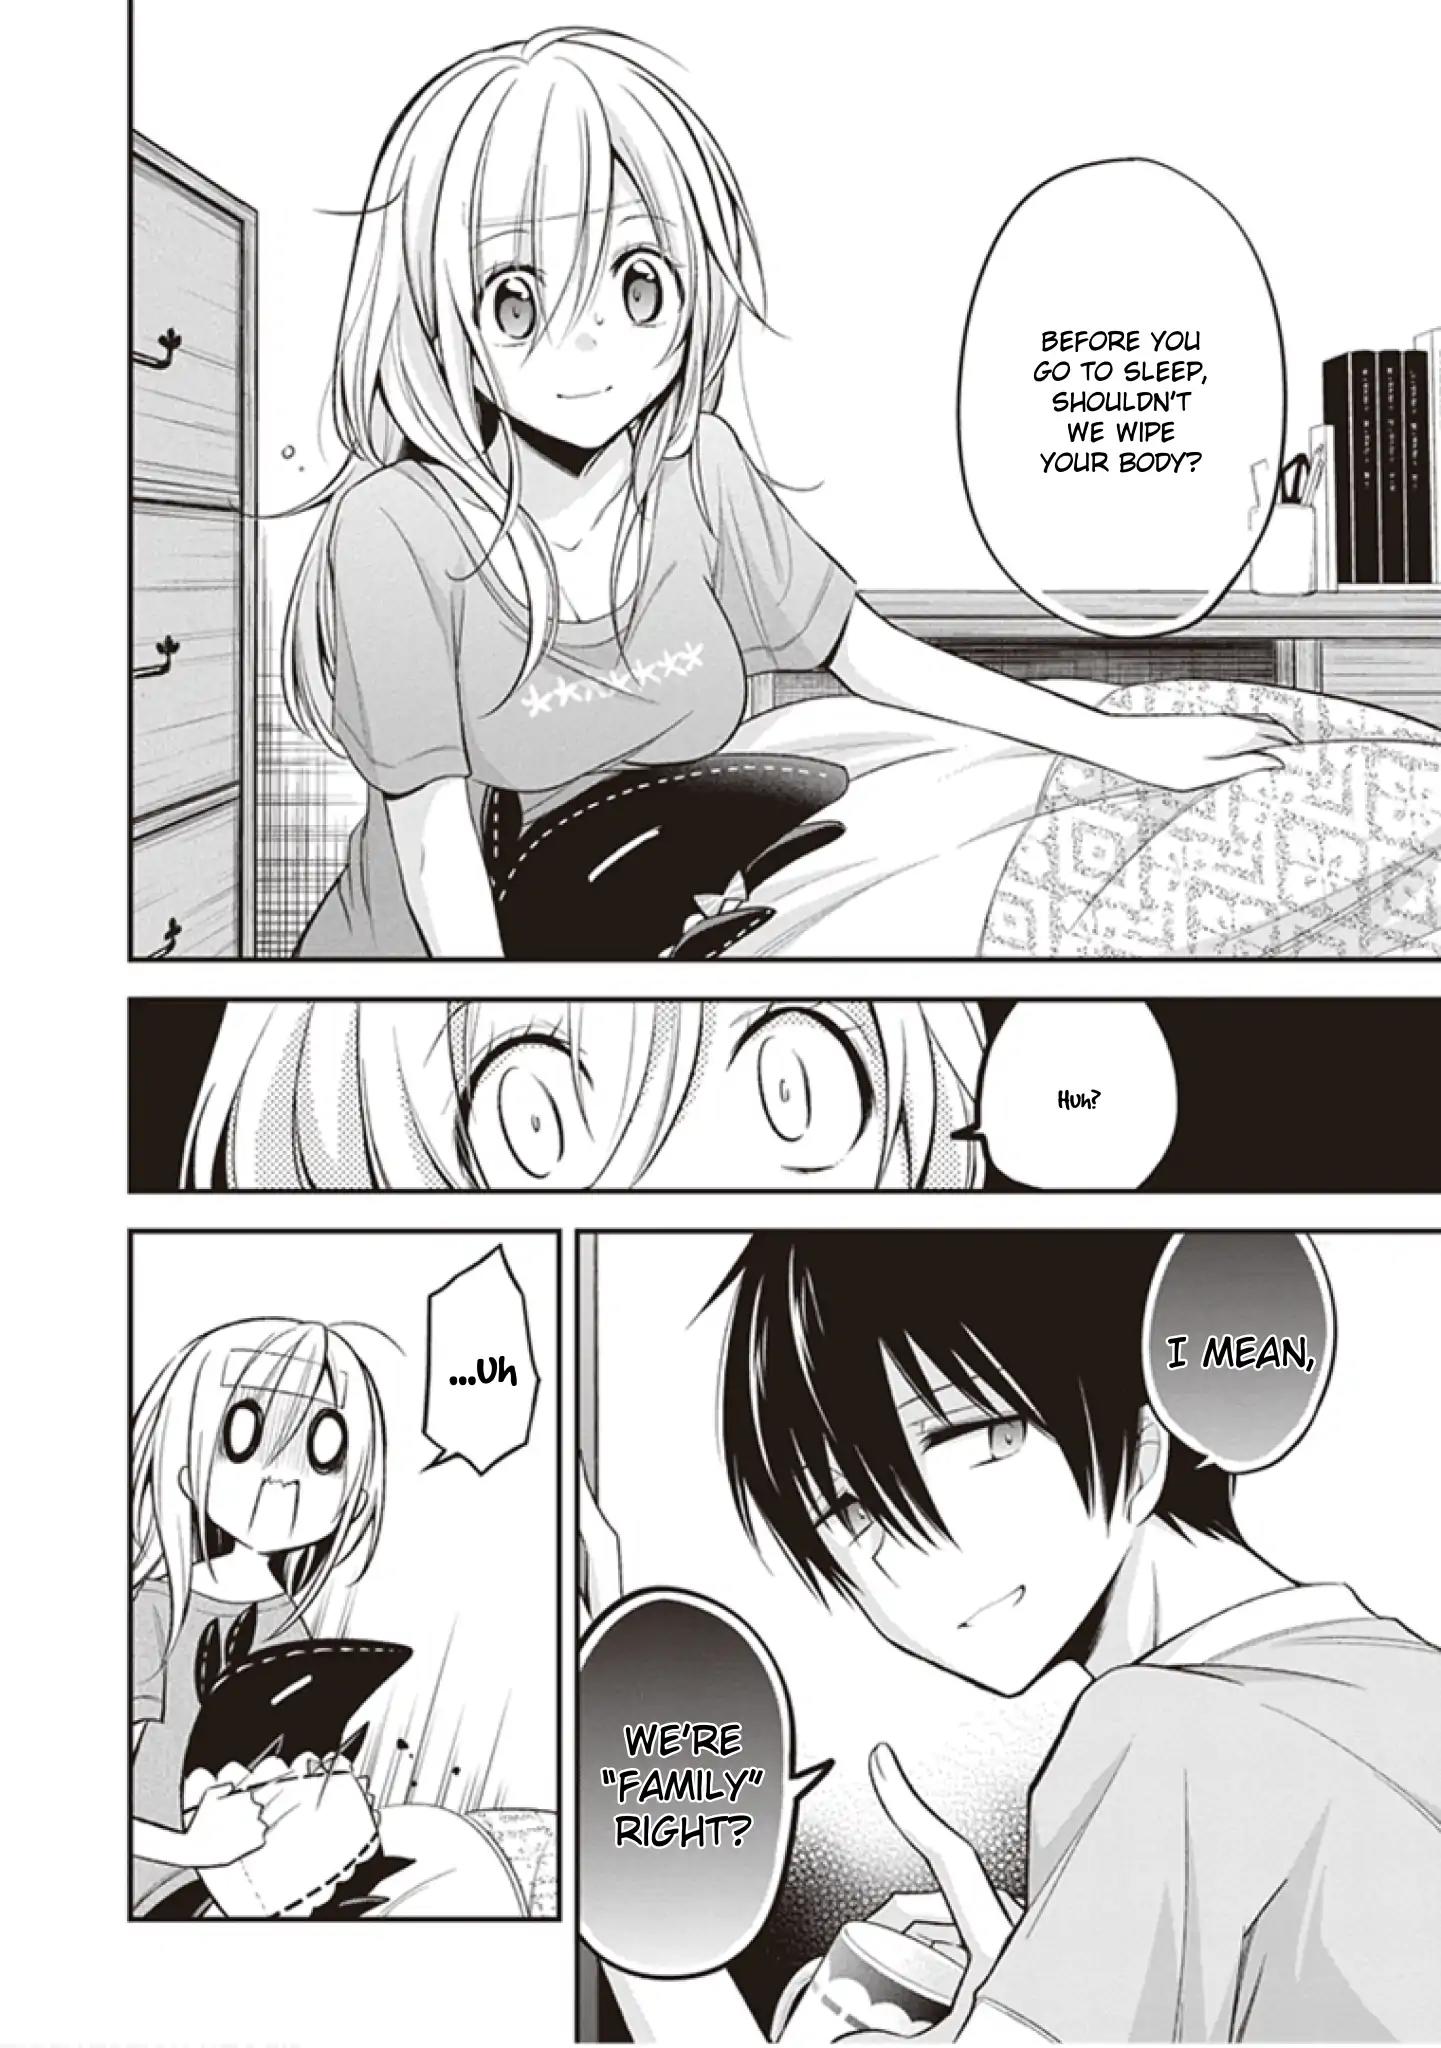 BEFORE YOU
GO TO SLEEP,
SHOULDN'T
WE WIPE
YOUR BODY?
Huh?
I MEAN,
WE'RE
"FAMILY"
RIGHT?
...Uh